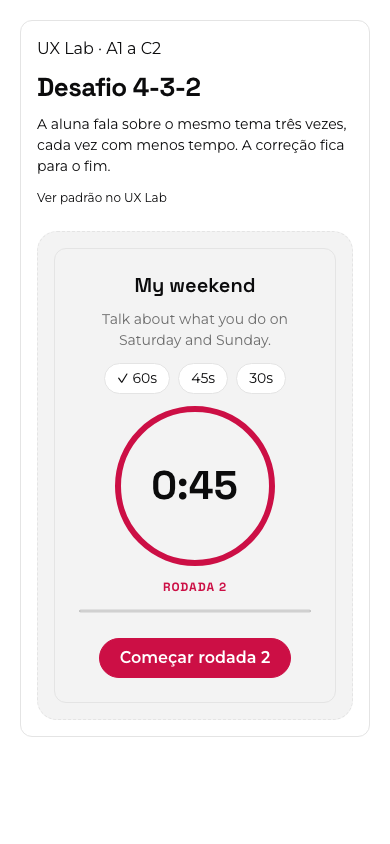 UX Lab · A1 a C2
Desafio 4-3-2
A aluna fala sobre o mesmo tema três vezes,
cada vez com menos tempo. A correção fica
para o fim.
Ver padrão no UX Lab
My weekend
Talk about what you do on
Saturday and Sunday.
✓ 60s 45s 30s
0:45
RODADA 2
Começar rodada 2